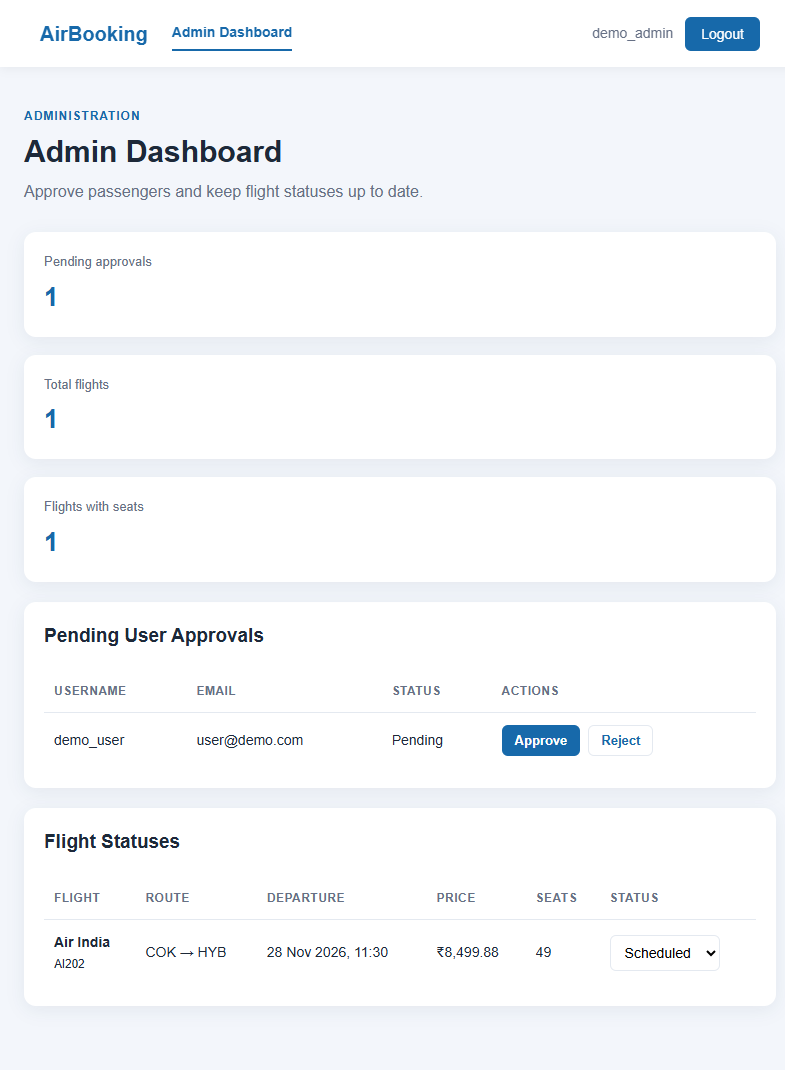 AirBooking Admin Dashboard demo_admin Logout
ADMINISTRATION
Admin Dashboard
Approve passengers and keep flight statuses up to date.
Pending approvals
1
Total flights
1
Flights with seats
1
Pending User Approvals
USERNAME EMAIL STATUS ACTIONS
demo_user user@demo.com Pending Approve Reject
Flight Statuses
FLIGHT ROUTE DEPARTURE PRICE SEATS STATUS
Air India
AI202 COK → HYB 28 Nov 2026, 11:30 ₹8,499.88 49 Scheduled